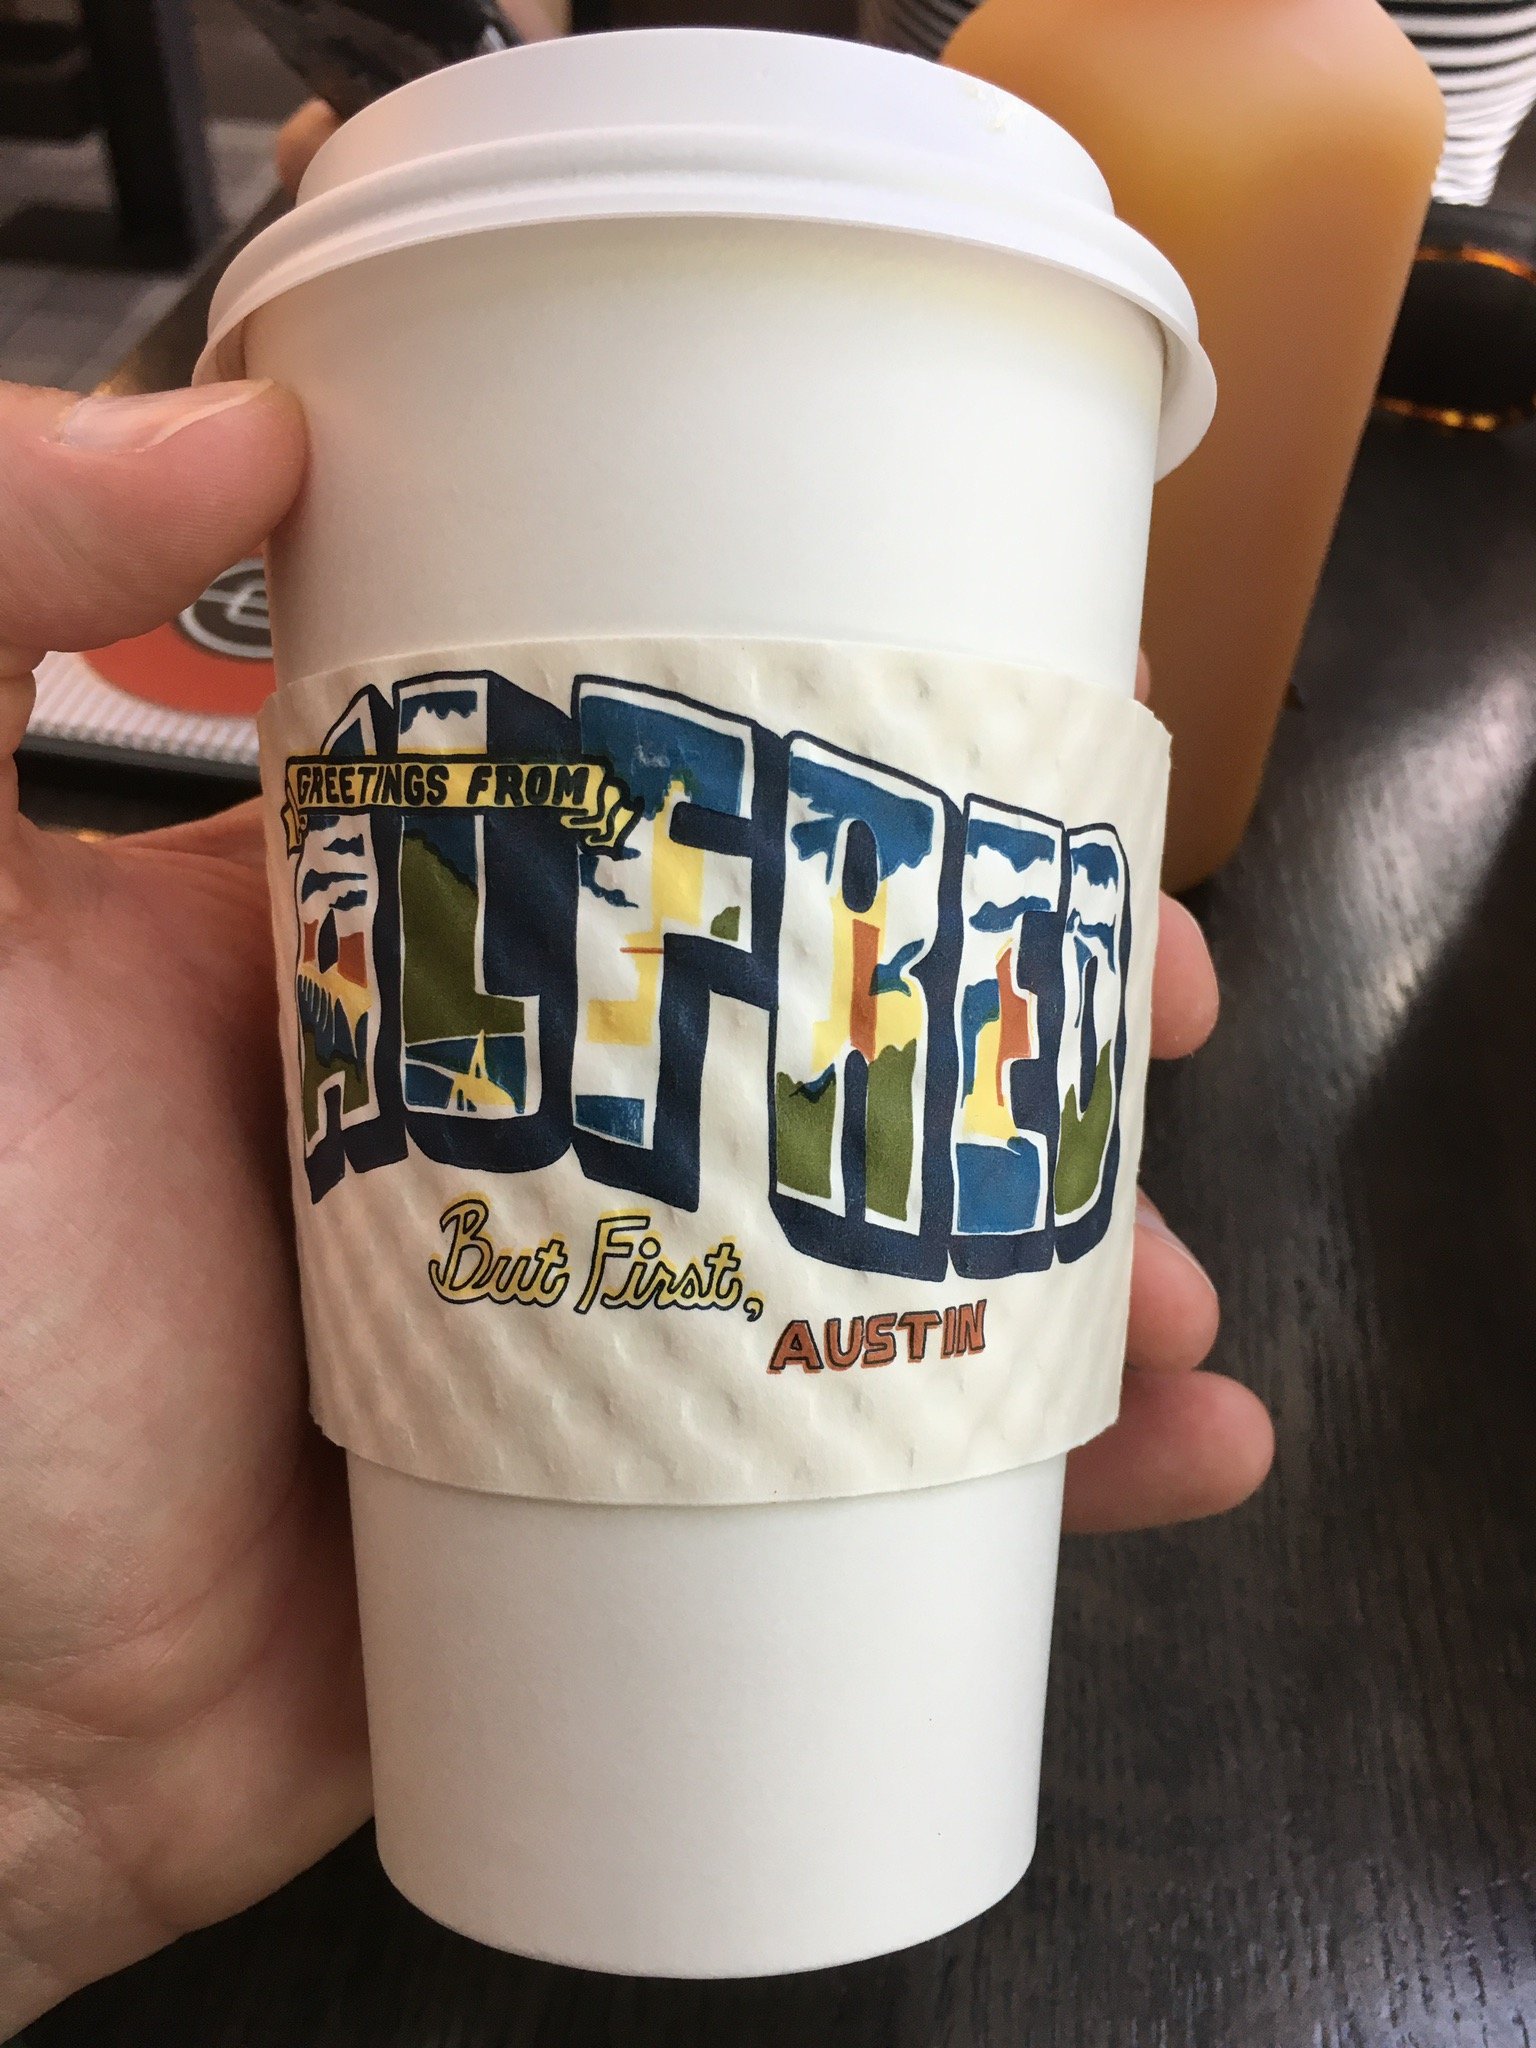 GREETINGS FROM
ALFRED
But First,
AUSTIN